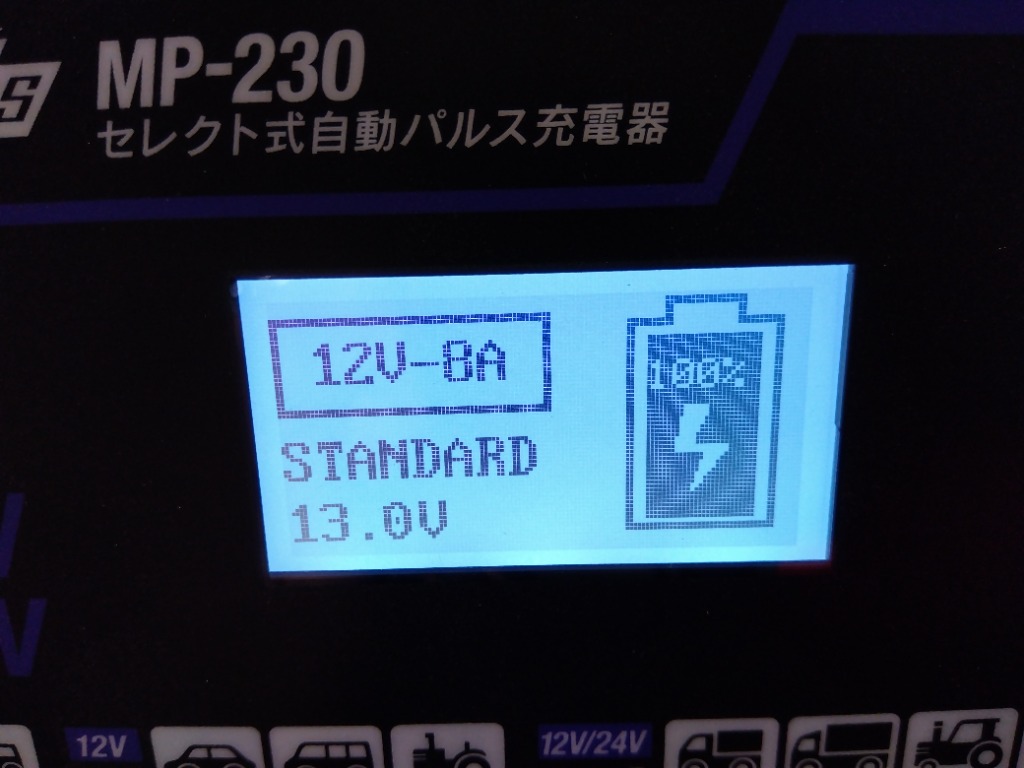 MP-230
セレクト式自動パルス充電器
12V-8A
100%
STANDARD
13.0V
12V
12V/24V